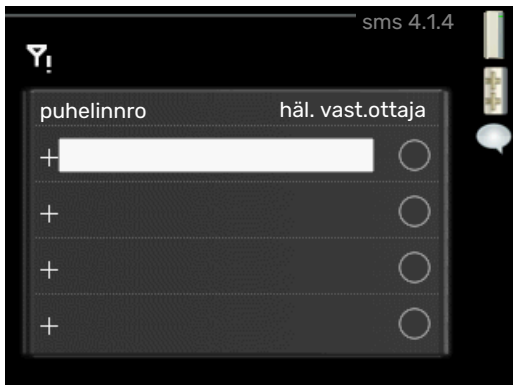 sms 4.1.4
puhelinnro häl. vast.ottaja
+
+
+
+